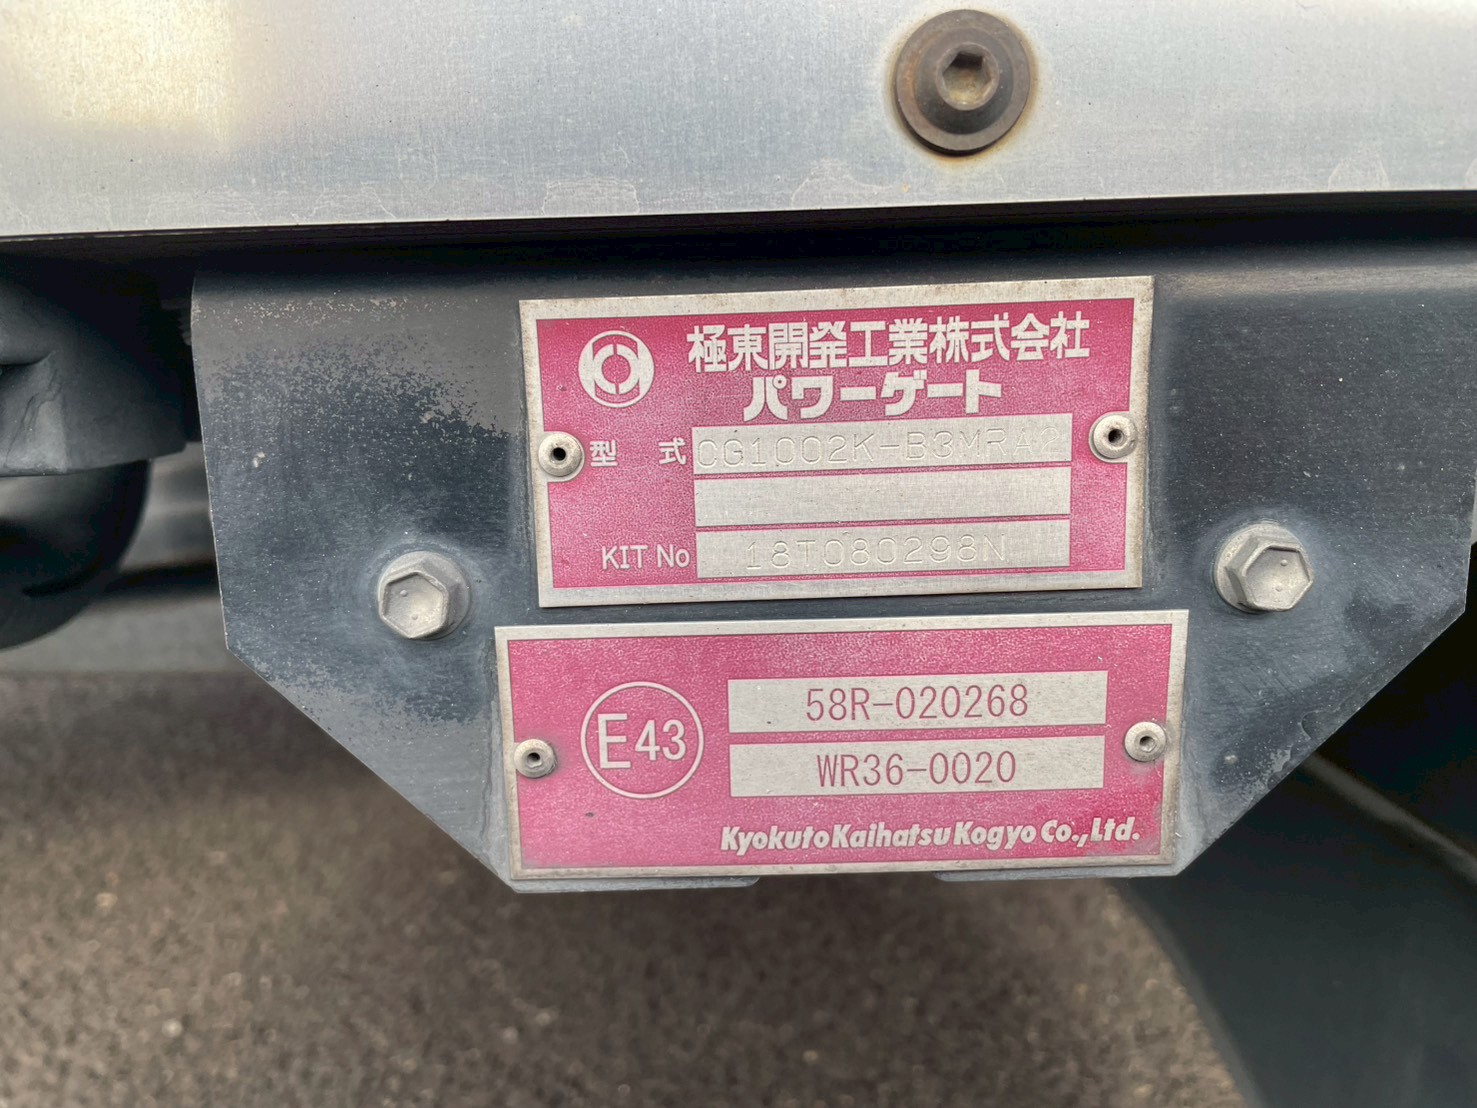 極東開発工業株式会社
パワーゲート
型 式 CG1002K-B3MRA2
KIT No 18T080298N
E43
58R-020268
WR36-0020
Kyokuto Kaihatsu Kogyo Co., Ltd.